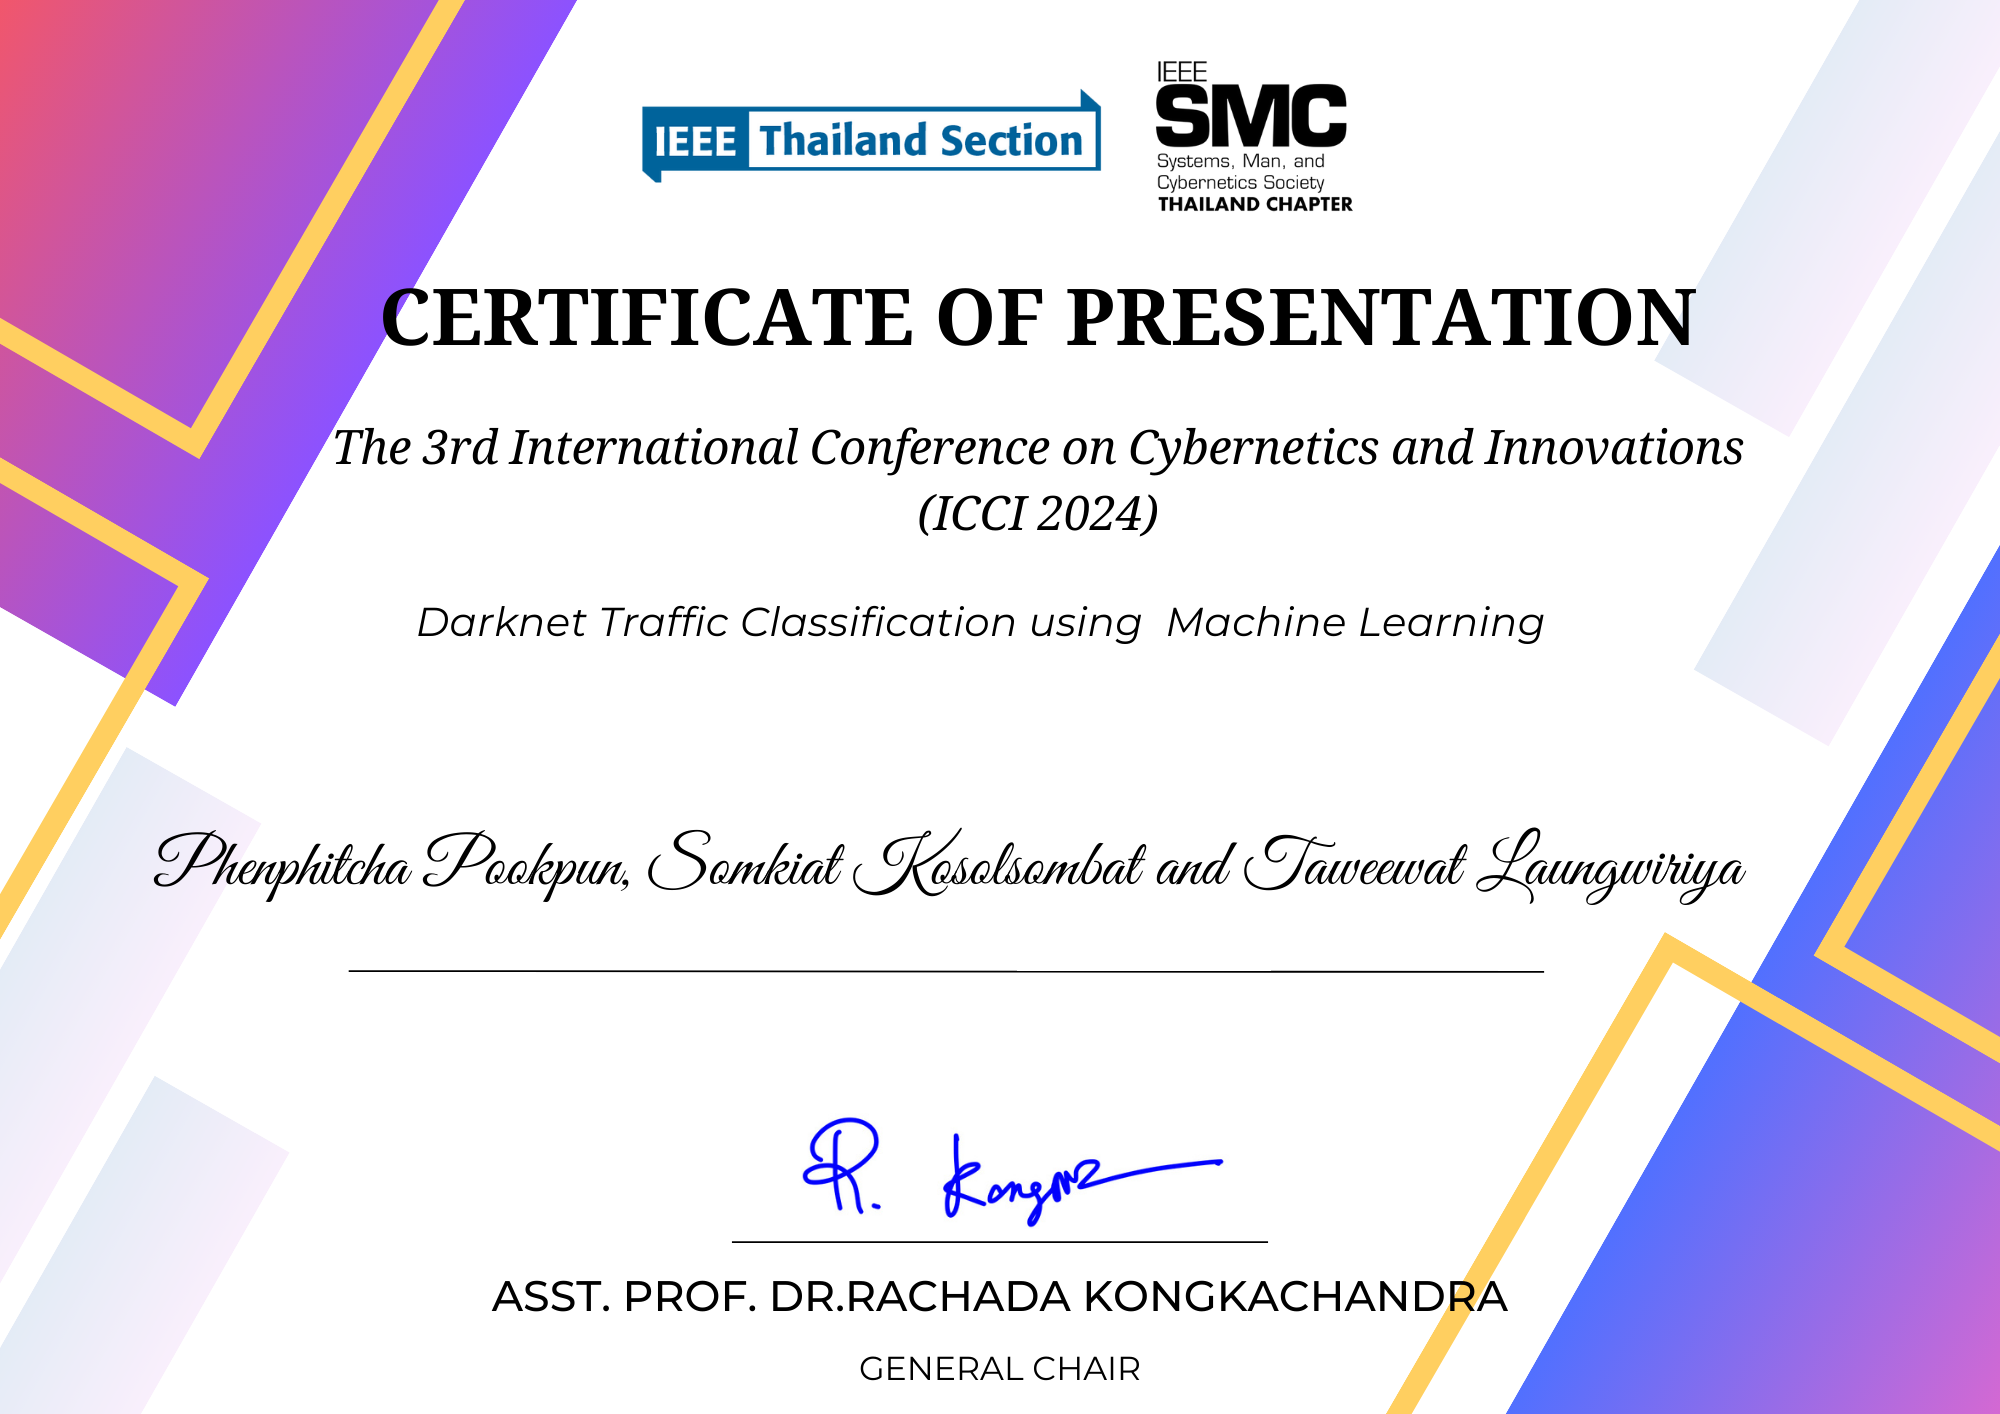 IEEE Thailand Section
IEEE
SMC
Systems, Man, and
Cybernetics Society
THAILAND CHAPTER
CERTIFICATE OF PRESENTATION
The 3rd International Conference on Cybernetics and Innovations
(ICCI 2024)
Darknet Traffic Classification using Machine Learning
Phenphitcha Pookpun, Somkiat Kosolsombat and Taweewat Laungwiriya
ASST. PROF. DR.RACHADA KONGKACHANDRA
GENERAL CHAIR